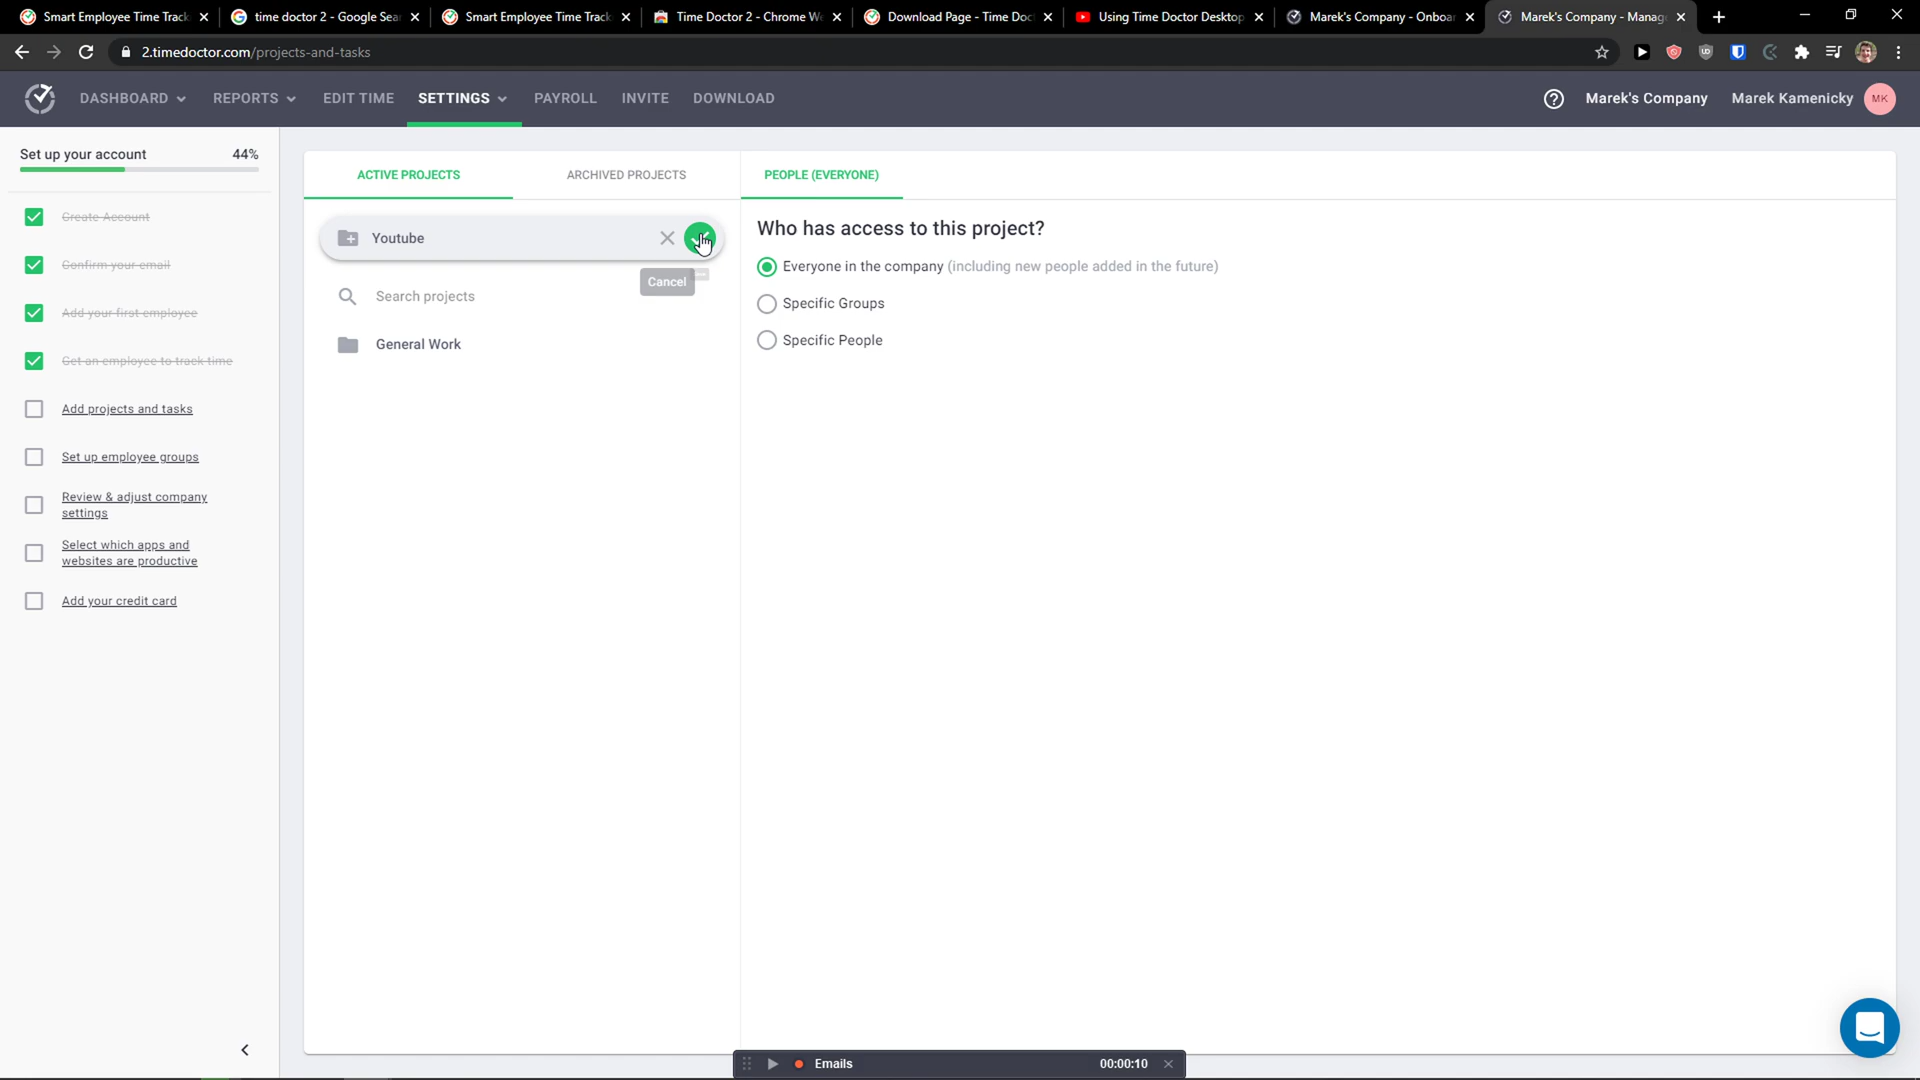 Smart Employee Time Track
time doctor 2 - Google Sea
Smart Employee Time Track
Time Doctor 2 - Chrome We
Download Page - Time Doc
Using Time Doctor Desktop
Marek's Company - Onboa
Marek's Company - Manag
2.timedoctor.com/projects-and-tasks
DASHBOARD
REPORTS
EDIT TIME
SETTINGS
PAYROLL
INVITE
DOWNLOAD
Marek's Company
Marek Kamenicky
MK
Set up your account
44%
Create Account
Confirm your email
Add your first employee
Get an employee to track time
Add projects and tasks
Set up employee groups
Review & adjust company
settings
Select which apps and
websites are productive
Add your credit card
ACTIVE PROJECTS
ARCHIVED PROJECTS
PEOPLE (EVERYONE)
Youtube
Cancel
Search projects
General Work
Who has access to this project?
Everyone in the company (including new people added in the future)
Specific Groups
Specific People
Emails
00:00:10